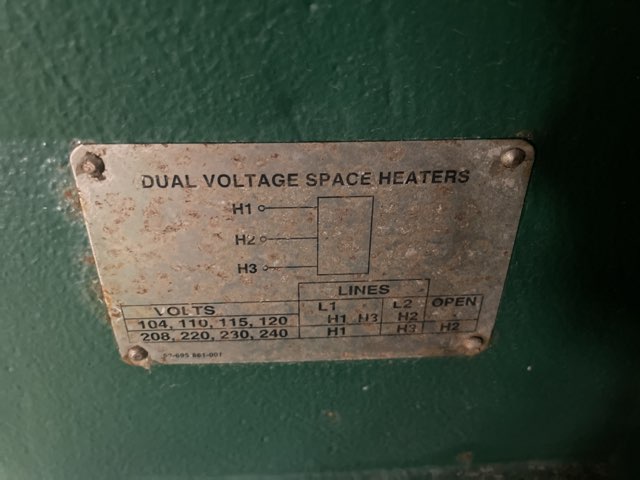 DUAL VOLTAGE SPACE HEATERS
H1
H2
H3
LINES
VOLTS L1 L2 OPEN
104, 110, 115, 120 H1 H3 H2
208, 220, 230, 240 H1 H3 H2